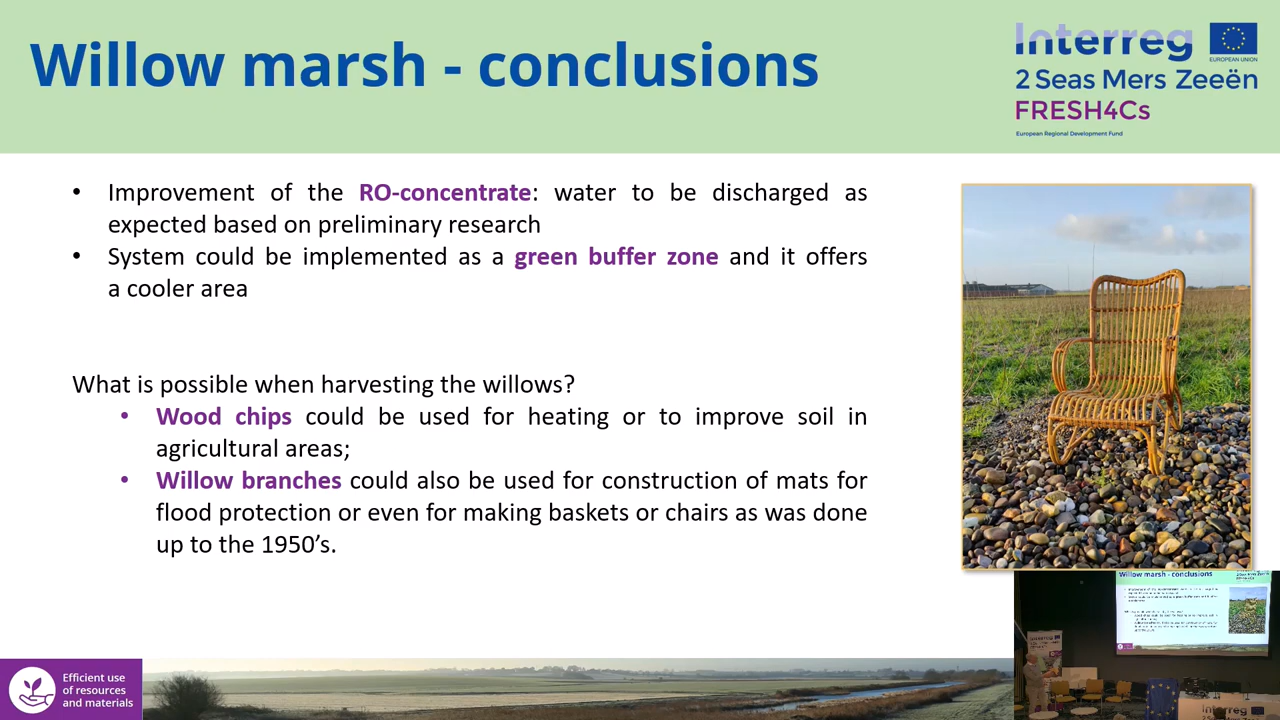 Willow marsh - conclusions
Interreg
EUROPEAN UNION
2 Seas Mers Zeeën
FRESH4Cs
European Regional Development Fund
• Improvement of the RO-concentrate: water to be discharged as
expected based on preliminary research
• System could be implemented as a green buffer zone and it offers
a cooler area
What is possible when harvesting the willows?
• Wood chips could be used for heating or to improve soil in
agricultural areas;
• Willow branches could also be used for construction of mats for
flood protection or even for making baskets or chairs as was done
up to the 1950’s.
Efficient use
of resources
and materials
Willow marsh - conclusions
Interreg
Interreg